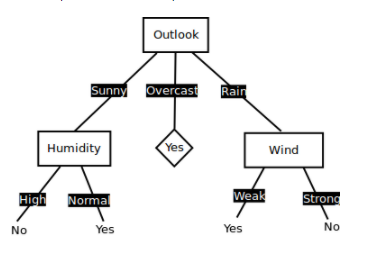 Outlook
Sunny Overcast Rain
Humidity Yes Wind
High Normal Weak Strong
No Yes Yes No